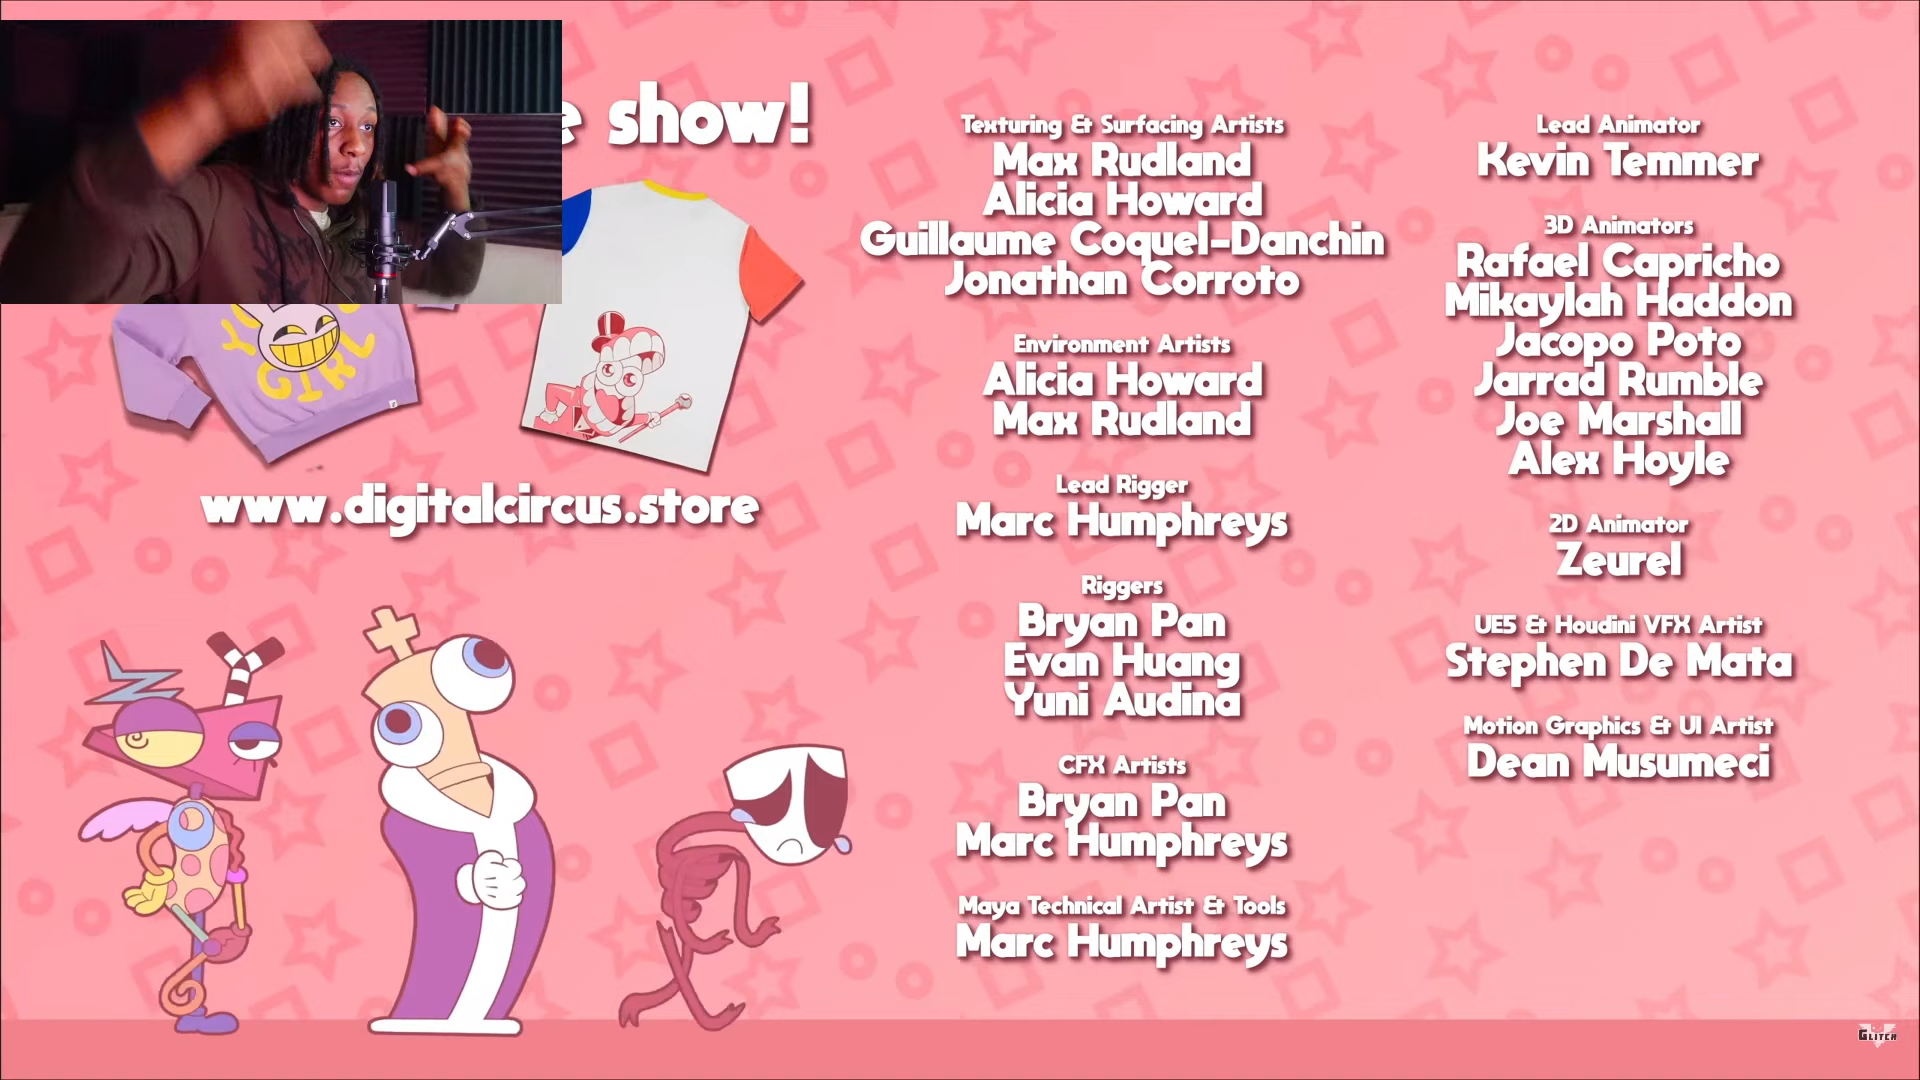 e show!
YO
GIRL
www.digitalcircus.store
Texturing & Surfacing Artists
Max Rudland
Alicia Howard
Guillaume Coquel-Danchin
Jonathan Corroto
Environment Artists
Alicia Howard
Max Rudland
Lead Rigger
Marc Humphreys
Riggers
Bryan Pan
Evan Huang
Yuni Audina
CFX Artists
Bryan Pan
Marc Humphreys
Maya Technical Artist & Tools
Marc Humphreys
Lead Animator
Kevin Temmer
3D Animators
Rafael Capricho
Mikaylah Haddon
Jacopo Poto
Jarrad Rumble
Joe Marshall
Alex Hoyle
2D Animator
Zeurel
UE5 & Houdini VFX Artist
Stephen De Mata
Motion Graphics & UI Artist
Dean Musumeci
GLITCH